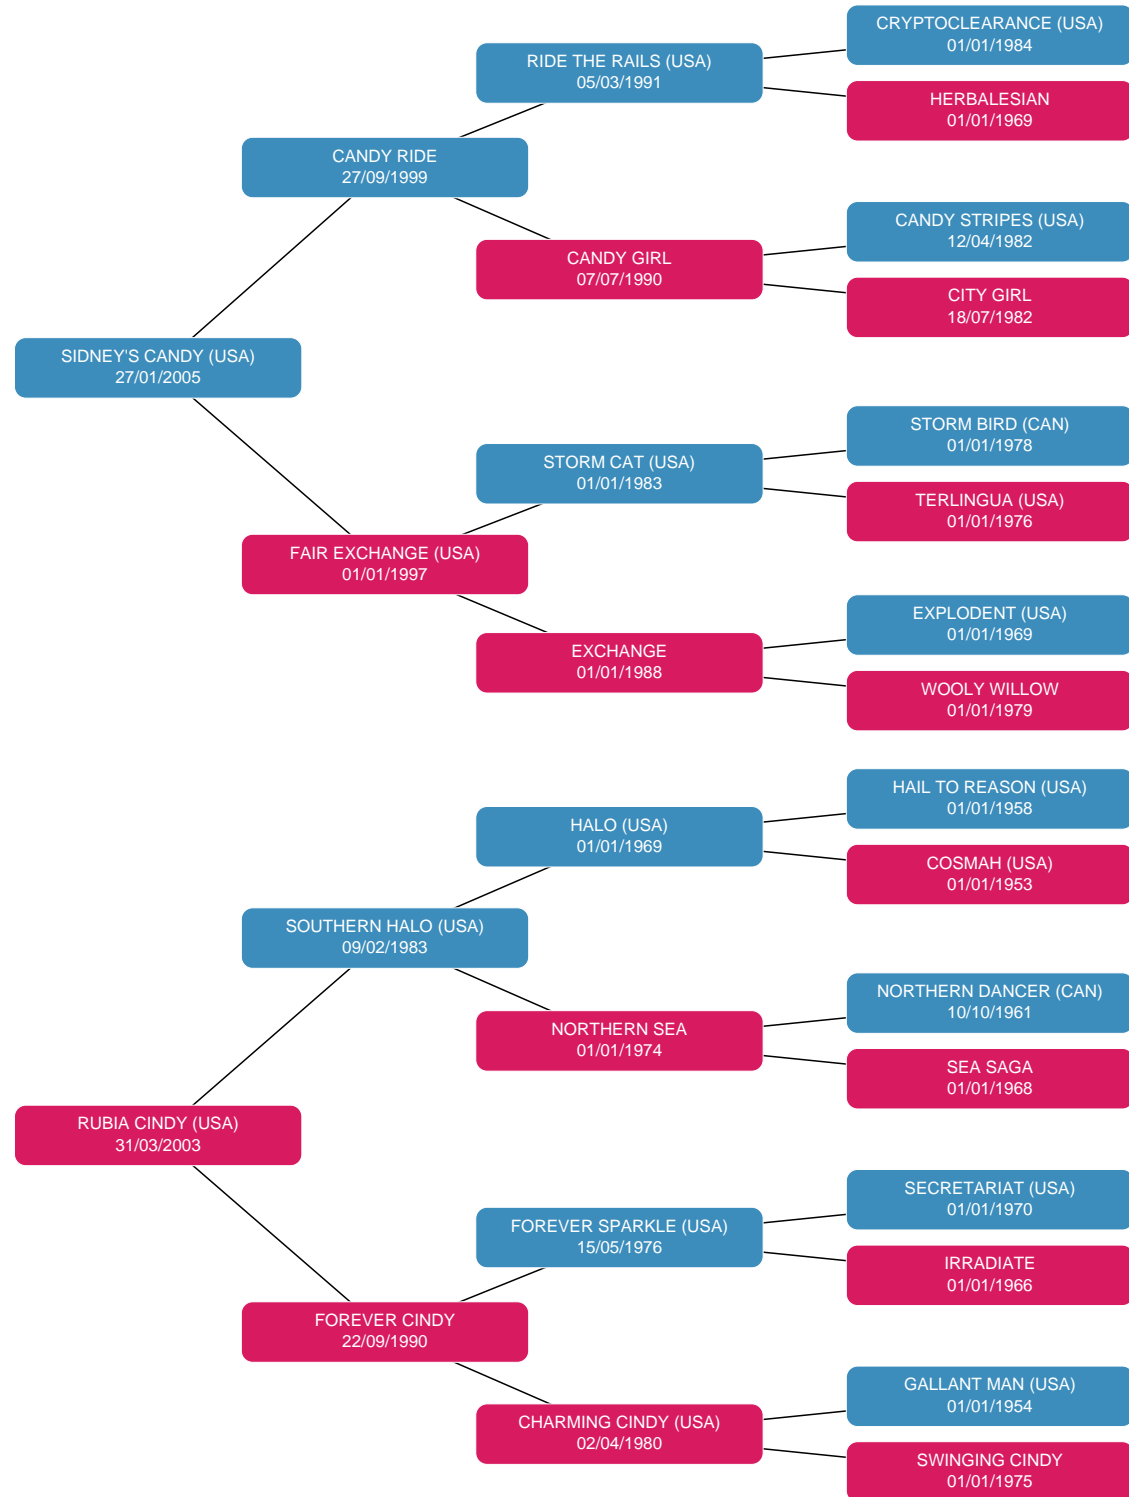 CRYPTOCLEARANCE (USA)
01/01/1984
RIDE THE RAILS (USA)
05/03/1991
HERBALESIAN
01/01/1969
CANDY RIDE
27/09/1999
CANDY STRIPES (USA)
12/04/1982
CANDY GIRL
07/07/1990
CITY GIRL
18/07/1982
SIDNEY'S CANDY (USA)
27/01/2005
STORM BIRD (CAN)
01/01/1978
STORM CAT (USA)
01/01/1983
TERLINGUA (USA)
01/01/1976
FAIR EXCHANGE (USA)
01/01/1997
EXPLODENT (USA)
01/01/1969
EXCHANGE
01/01/1988
WOOLY WILLOW
01/01/1979
HAIL TO REASON (USA)
01/01/1958
HALO (USA)
01/01/1969
COSMAH (USA)
01/01/1953
SOUTHERN HALO (USA)
09/02/1983
NORTHERN DANCER (CAN)
10/10/1961
NORTHERN SEA
01/01/1974
SEA SAGA
01/01/1968
RUBIA CINDY (USA)
31/03/2003
SECRETARIAT (USA)
01/01/1970
FOREVER SPARKLE (USA)
15/05/1976
IRRADIATE
01/01/1966
FOREVER CINDY
22/09/1990
GALLANT MAN (USA)
01/01/1954
CHARMING CINDY (USA)
02/04/1980
SWINGING CINDY
01/01/1975